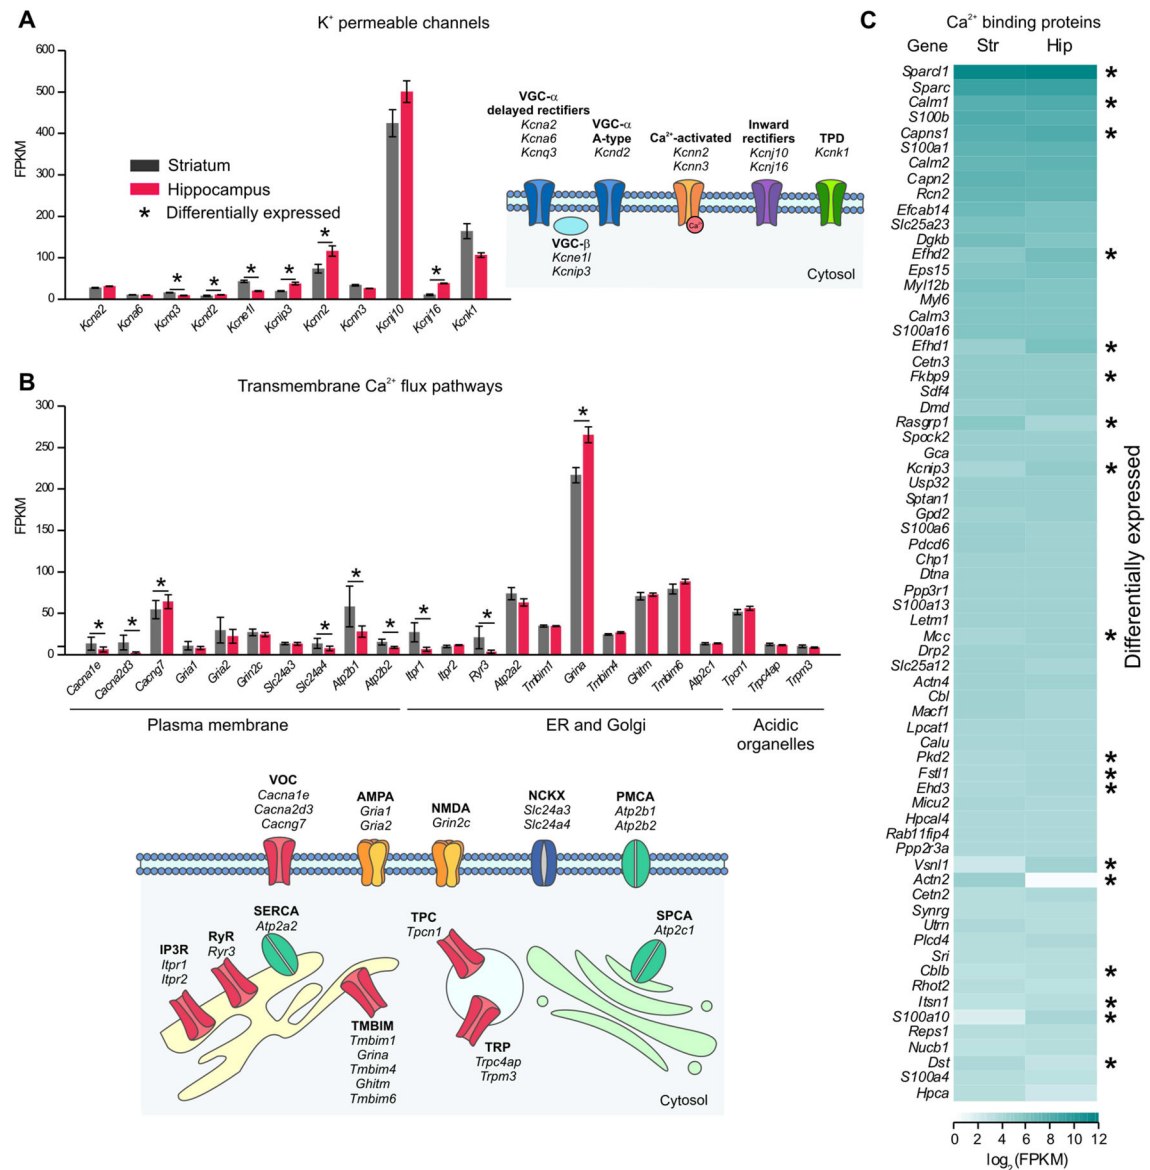 A
K+ permeable channels
FPKM
600
500
400
300
200
100
0
Striatum
Hippocampus
* Differentially expressed
Kcna2
Kcna6
Kcnq3
Kcnd2
Kcne1l
Kcnip3
Kcnn2
Kcnn3
Kcnj10
Kcnj16
Kcnk1
VGC-α
delayed rectifiers
Kcna2
Kcna6
Kcnq3
VGC-α
A-type
Kcnd2
Ca2+-activated
Kcnn2
Kcnn3
Inward
rectifiers
Kcnj10
Kcnj16
TPD
Kcnk1
Ca2+
VGC-β
Kcne1l
Kcnip3
Cytosol
B
Transmembrane Ca2+ flux pathways
FPKM
300
250
200
150
100
50
0
Cacna1e
Cacna2d3
Cacng7
Gria1
Gria2
Grin2c
Slc24a3
Slc24a4
Atp2b1
Atp2b2
Itpr1
Itpr2
Ryr3
Atp2a2
Tmbim1
Grina
Tmbim4
Ghitm
Tmbim6
Atp2c1
Tpcn1
Trpc4ap
Trpm3
Plasma membrane
ER and Golgi
Acidic
organelles
VOC
Cacna1e
Cacna2d3
Cacng7
AMPA
Gria1
Gria2
NMDA
Grin2c
NCKX
Slc24a3
Slc24a4
PMCA
Atp2b1
Atp2b2
SERCA
Atp2a2
RyR
Ryr3
IP3R
Itpr1
Itpr2
TPC
Tpcn1
SPCA
Atp2c1
TMBIM
Tmbim1
Grina
Tmbim4
Ghitm
Tmbim6
TRP
Trpc4ap
Trpm3
Cytosol
C
Ca2+ binding proteins
Gene Str Hip
Sparcl1 *
Sparc
Calm1 *
S100b
Capns1 *
S100a1
Calm2
Capn2
Rcn2
Efcab14
Slc25a23
Dgkb
Efhd2 *
Eps15
Myl12b
Myl6
Calm3
S100a16
Efhd1 *
Cetn3
Fkbp9 *
Sdf4
Dmd
Rasgrp1 *
Spock2
Gca
Kcnip3 *
Usp32
Sptan1
Gpd2
S100a6
Pdcd6
Chp1
Dtna
Ppp3r1
S100a13
Letm1
Mcc *
Drp2
Slc25a12
Actn4
Cbl
Macf1
Lpcat1
Calu
Pkd2 *
Fstl1 *
Ehd3 *
Micu2
Hpcal4
Rab11fip4
Ppp2r3a
Vsnl1 *
Actn2 *
Cetn2
Synrg
Utrn
Plcd4
Sri
Cblb *
Rhot2
Itsn1 *
S100a10 *
Reps1
Nucb1
Dst *
S100a4
Hpca
Differentially expressed
0 2 4 6 8 10 12
log2(FPKM)